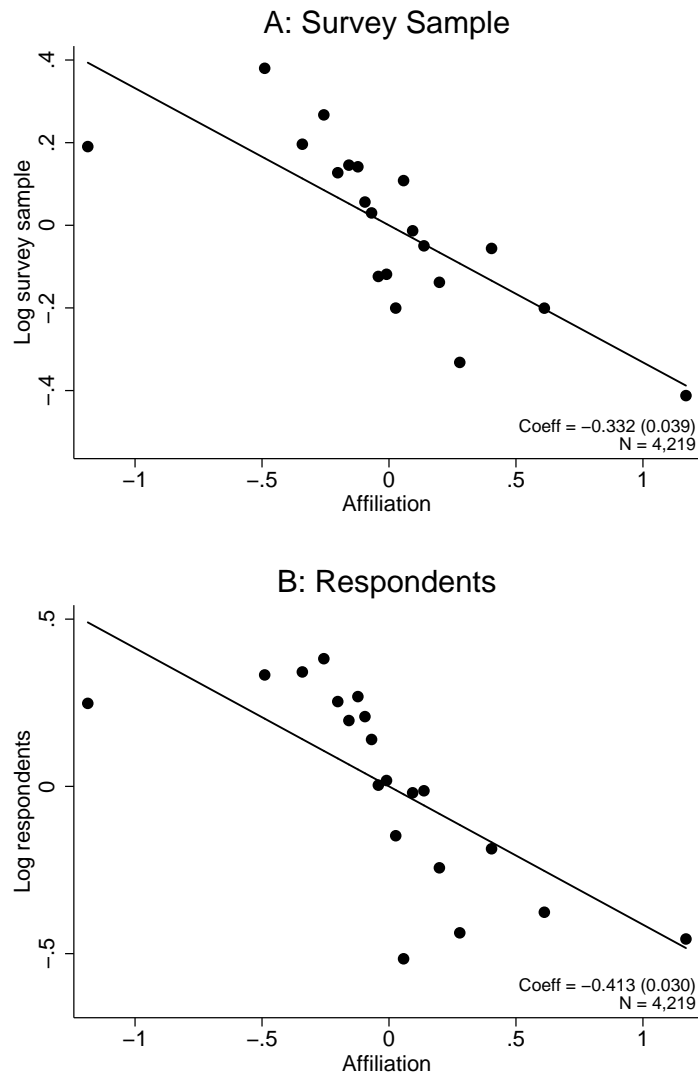 A: Survey Sample
Log survey sample
.4
.2
0
−.2
−.4
Coeff = −0.332 (0.039)
N = 4,219
−1
−.5
0
.5
1
Affiliation
B: Respondents
Log respondents
.5
0
−.5
Coeff = −0.413 (0.030)
N = 4,219
−1
−.5
0
.5
1
Affiliation